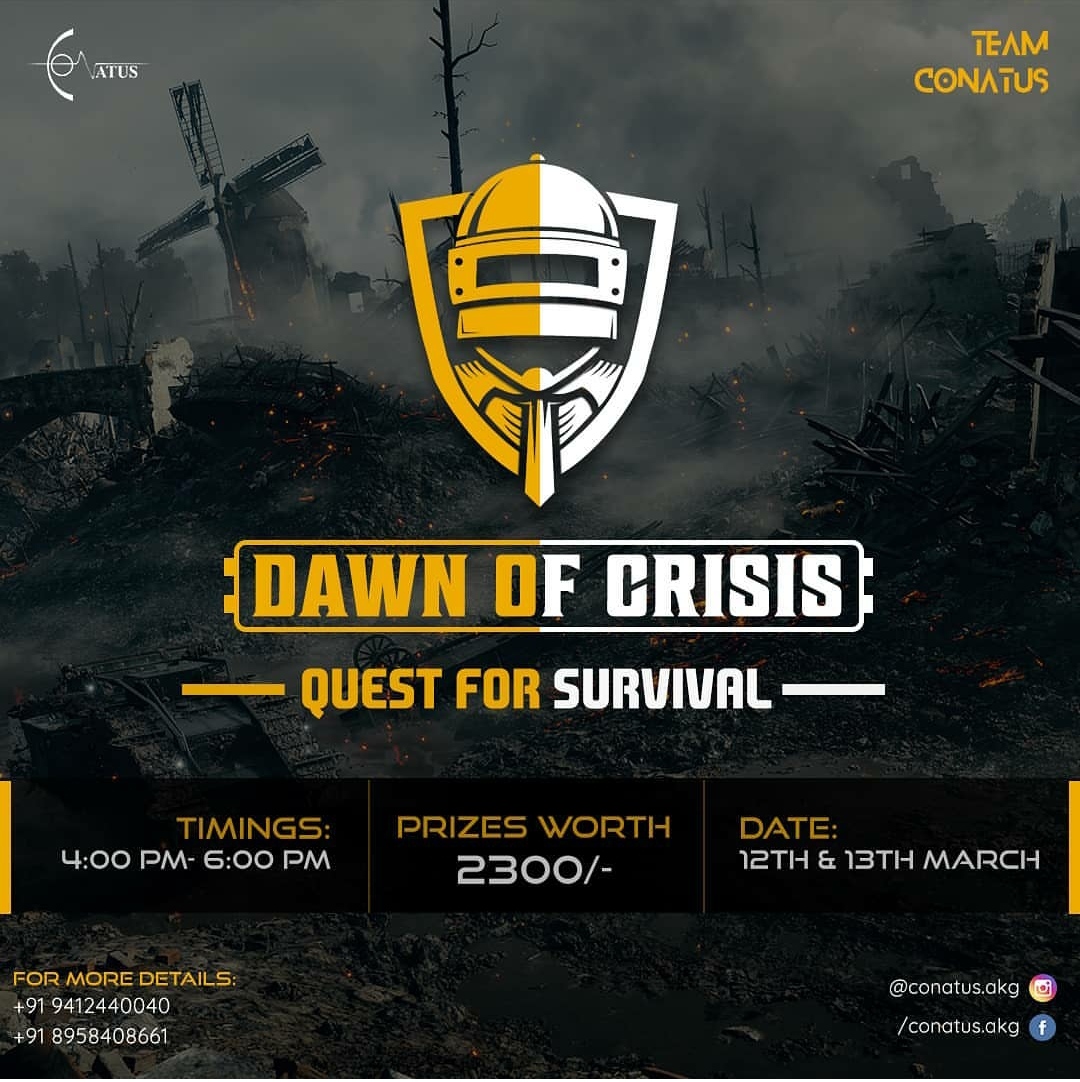 CONATUS
TEAM
CONATUS
DAWN OF CRISIS
QUEST FOR SURVIVAL
TIMINGS:
4:00 PM- 6:00 PM
PRIZES WORTH
2300/-
DATE:
12TH & 13TH MARCH
FOR MORE DETAILS:
+91 9412440040
+91 8958408661
@conatus.akg
/conatus.akg